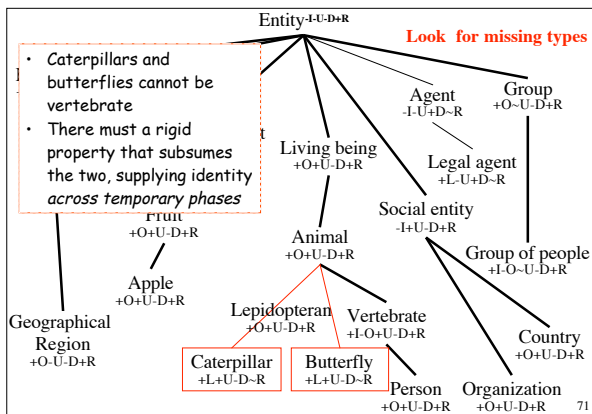 Entity-I-U-D+R
Look for missing types
• Caterpillars and
butterflies cannot be
vertebrate
• There must a rigid
property that subsumes
the two, supplying identity
across temporary phases
Agent
-I-U+D~R
Group
+O~U-D+R
Living being
+O+U-D+R
Legal agent
+L-U+D~R
Fruit
+O+U-D+R
Social entity
-I+U-D+R
Animal
+O+U-D+R
Group of people
+I-O~U-D+R
Apple
+O+U-D+R
Lepidopteran
+O+U-D+R
Vertebrate
+I-O+U-D+R
Geographical
Region
+O-U-D+R
Country
+O+U-D+R
Caterpillar
+L+U-D~R
Butterfly
+L+U-D~R
Person
+O+U-D+R
Organization
+O+U-D+R
71